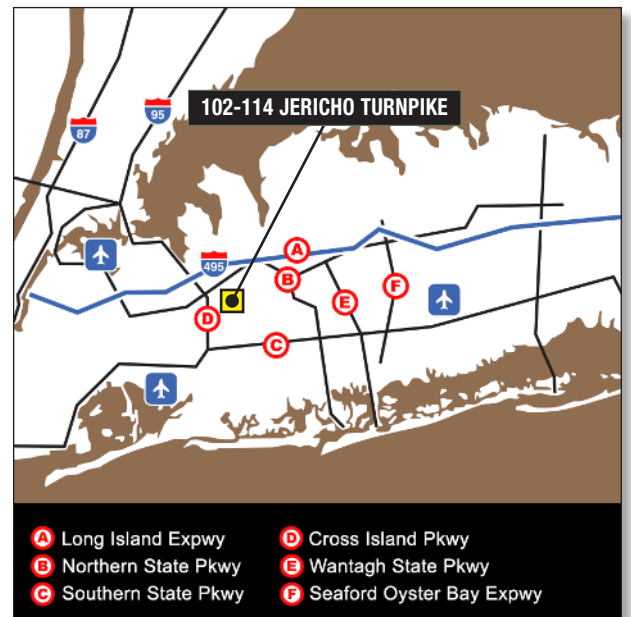 95
102-114 JERICHO TURNPIKE
87
A
495
B
F
E
D
C
A Long Island Expwy
B Northern State Pkwy
C Southern State Pkwy
D Cross Island Pkwy
E Wantagh State Pkwy
F Seaford Oyster Bay Expwy